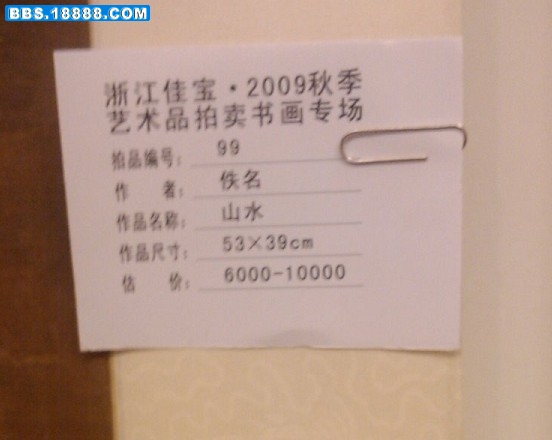 BBS.18888.COM
浙江佳宝·2009秋季
艺术品拍卖书画专场
拍品编号: 99
作 者: 佚名
作品名称: 山水
作品尺寸: 53×39cm
估 价: 6000-10000